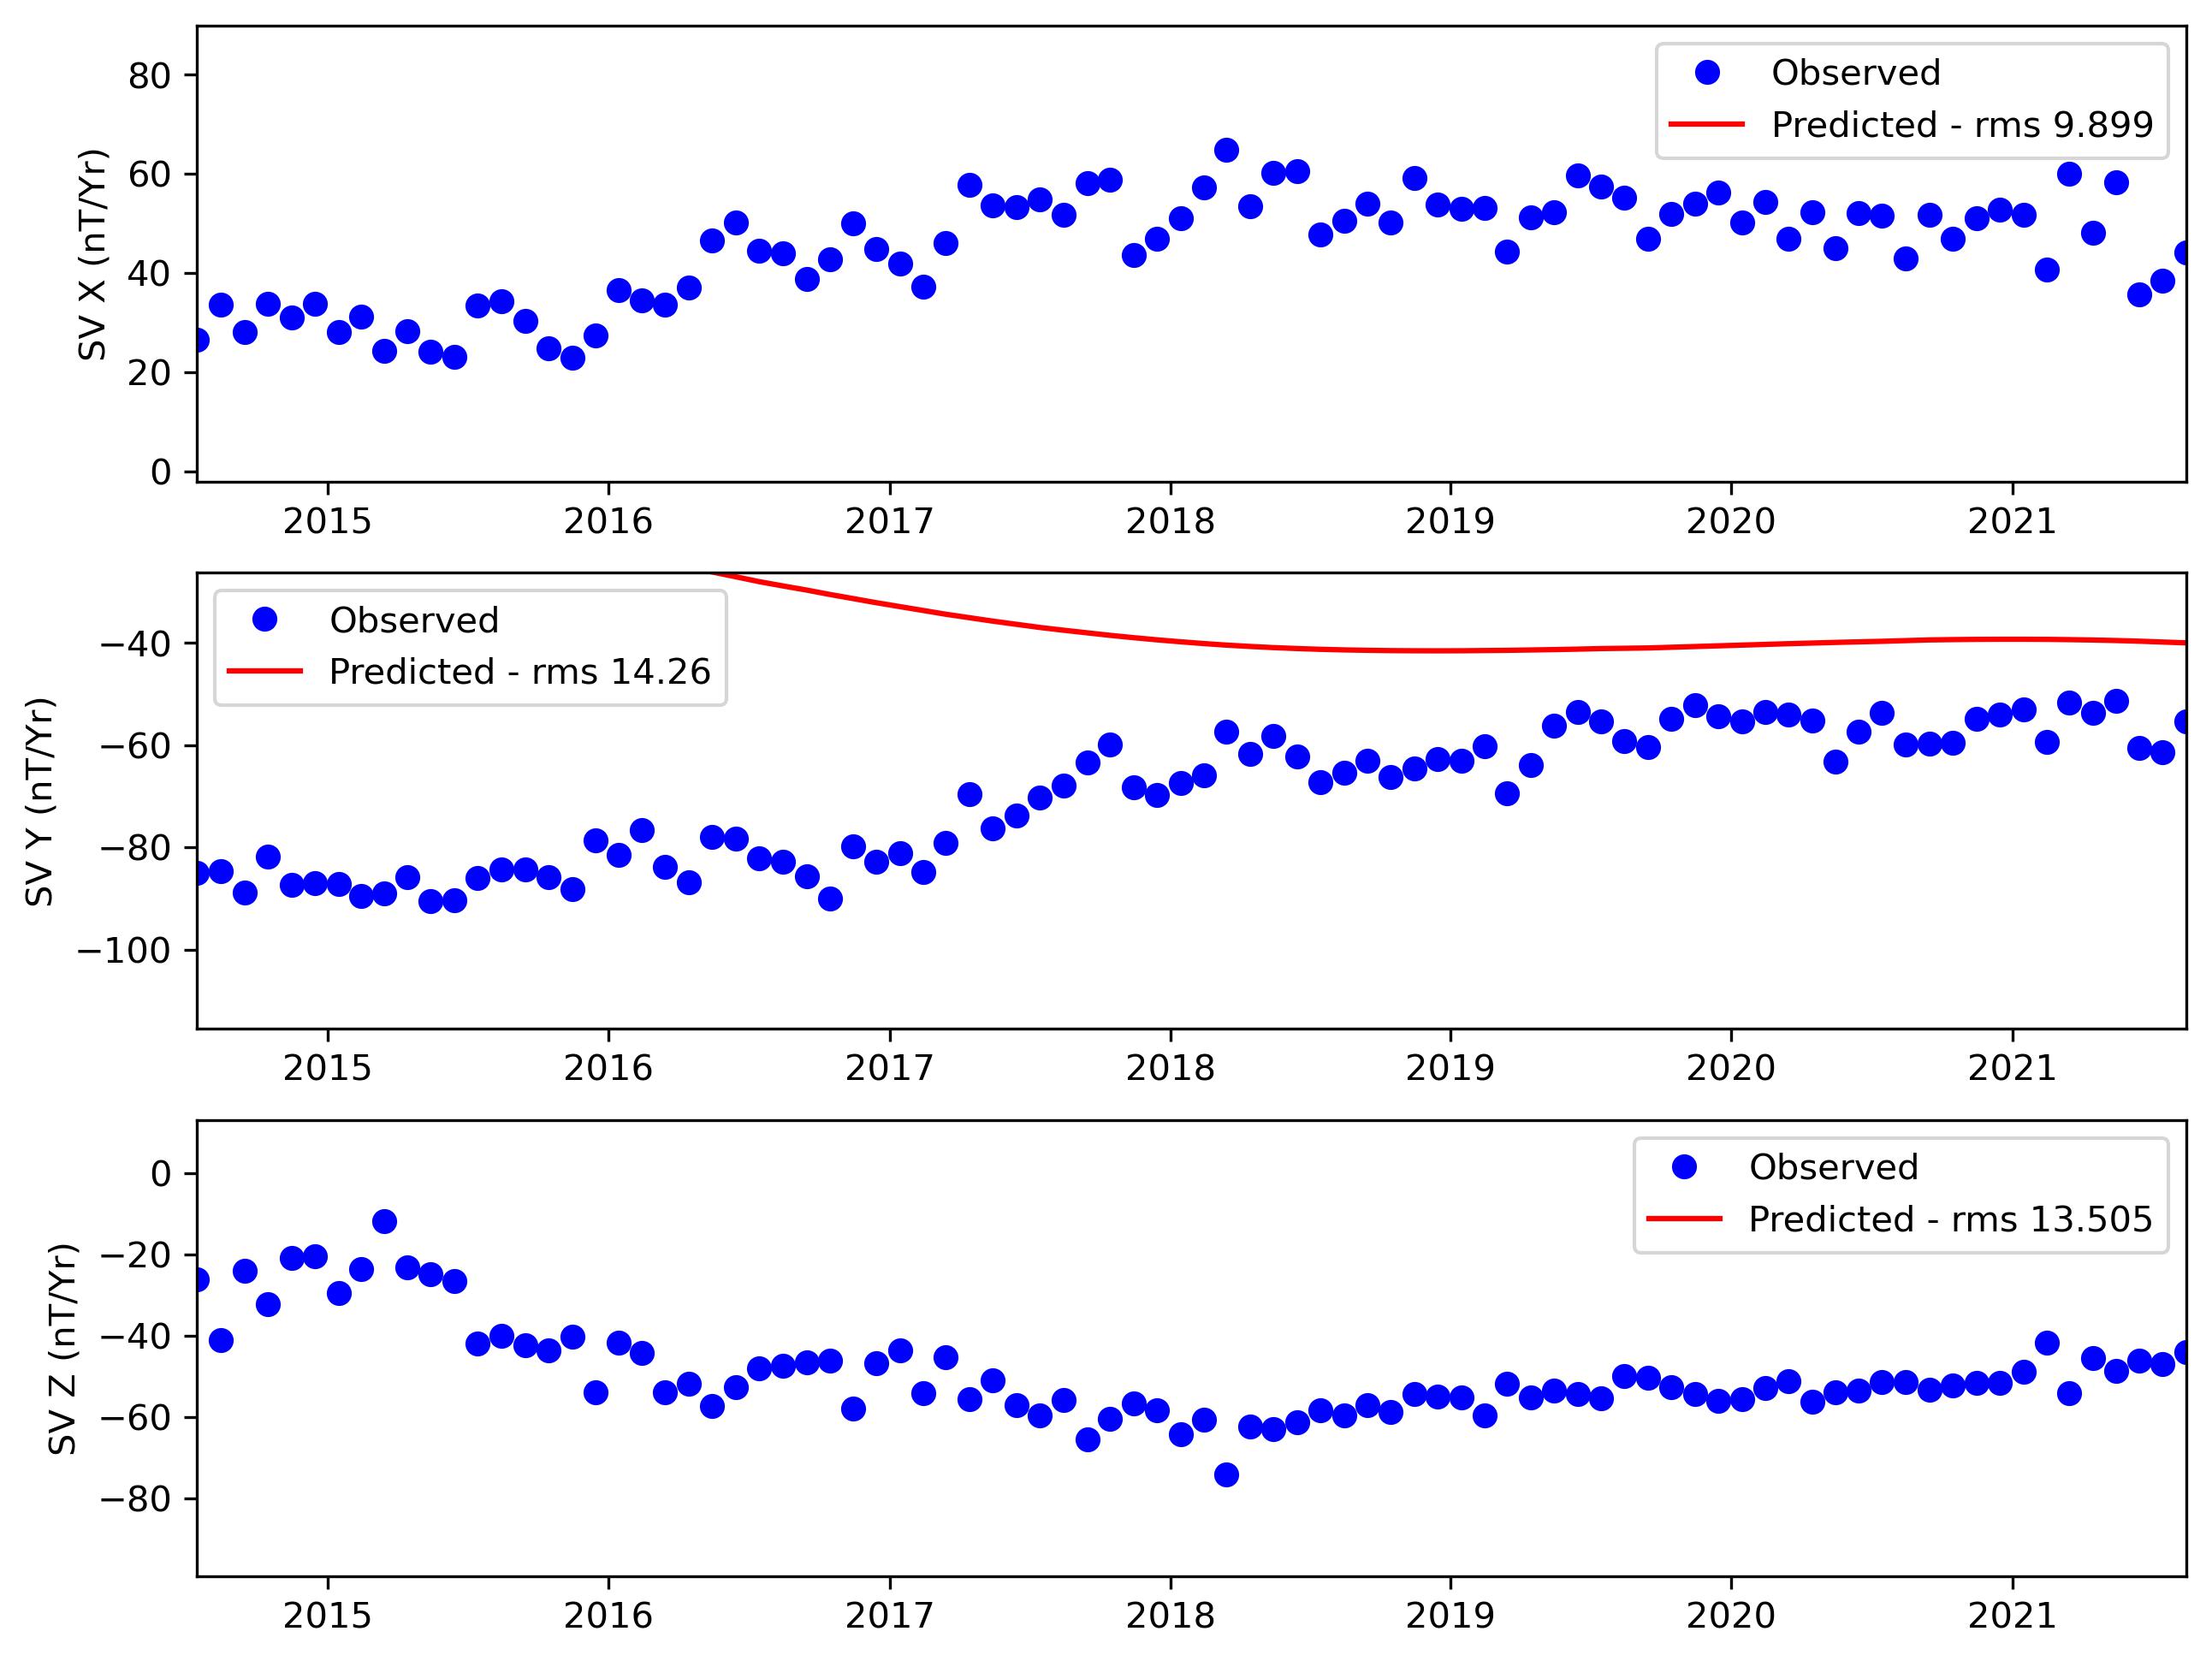 SV X (nT/Yr)
80
60
40
20
0
Observed
Predicted - rms 9.899
2015 2016 2017 2018 2019 2020 2021
SV Y (nT/Yr)
−40
−60
−80
−100
Observed
Predicted - rms 14.26
2015 2016 2017 2018 2019 2020 2021
SV Z (nT/Yr)
0
−20
−40
−60
−80
Observed
Predicted - rms 13.505
2015 2016 2017 2018 2019 2020 2021